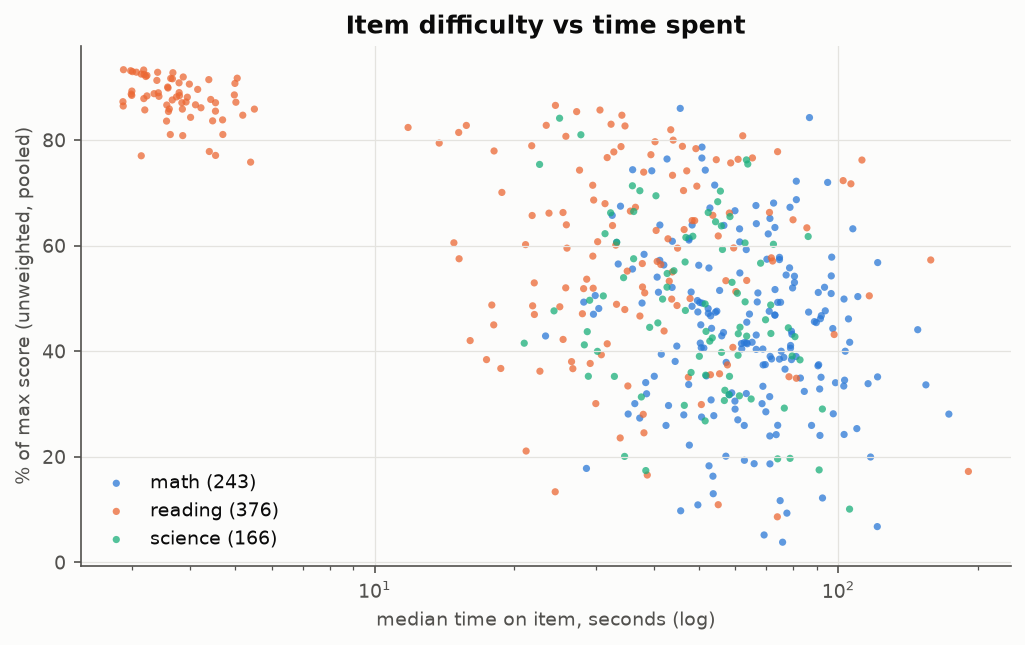 Item difficulty vs time spent
% of max score (unweighted, pooled)
80
60
40
20
0
math (243)
reading (376)
science (166)
10¹
10²
median time on item, seconds (log)